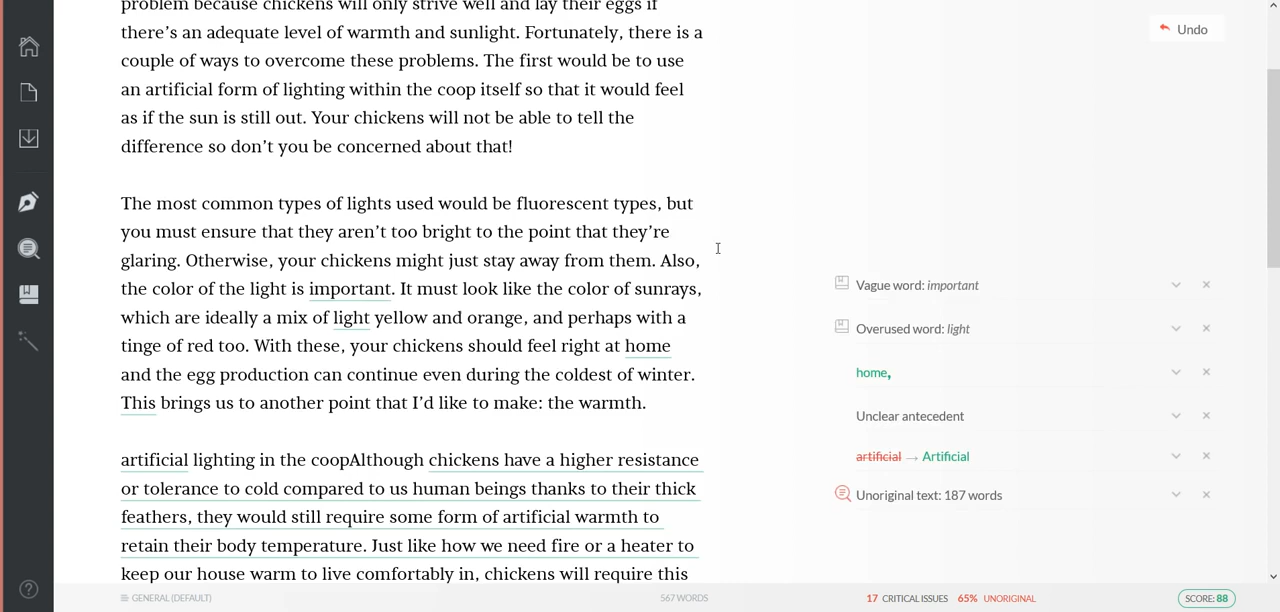 problem because chickens will only strive well and lay their eggs if
there's an adequate level of warmth and sunlight. Fortunately, there is a
couple of ways to overcome these problems. The first would be to use
an artificial form of lighting within the coop itself so that it would feel
as if the sun is still out. Your chickens will not be able to tell the
difference so don't you be concerned about that!
The most common types of lights used would be fluorescent types, but
you must ensure that they aren't too bright to the point that they're
glaring. Otherwise, your chickens might just stay away from them. Also,
the color of the light is important. It must look like the color of sunrays,
which are ideally a mix of light yellow and orange, and perhaps with a
tinge of red too. With these, your chickens should feel right at home
and the egg production can continue even during the coldest of winter.
This brings us to another point that I'd like to make: the warmth.
artificial lighting in the coopAlthough chickens have a higher resistance
or tolerance to cold compared to us human beings thanks to their thick
feathers, they would still require some form of artificial warmth to
retain their body temperature. Just like how we need fire or a heater to
keep our house warm to live comfortably in, chickens will require this
Undo
Vague word: important
Overused word: light
home,
Unclear antecedent
artificial → Artificial
Unoriginal text: 187 words
GENERAL (DEFAULT)
567 WORDS
17 CRITICAL ISSUES
65% UNORIGINAL
SCORE: 88